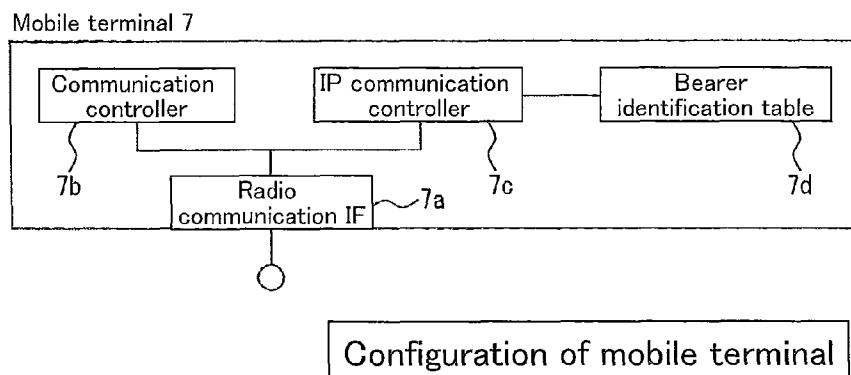 Mobile terminal 7
Communication
controller
IP communication
controller
Bearer
identification table
7b
7c
7d
Radio
communication IF
7a
Configuration of mobile terminal